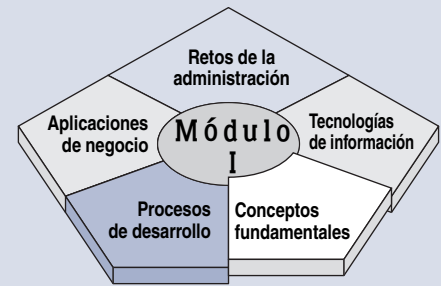 Retos de la
administración
Aplicaciones
de negocio
Módulo
I
Tecnologías
de información
Procesos
de desarrollo
Conceptos
fundamentales